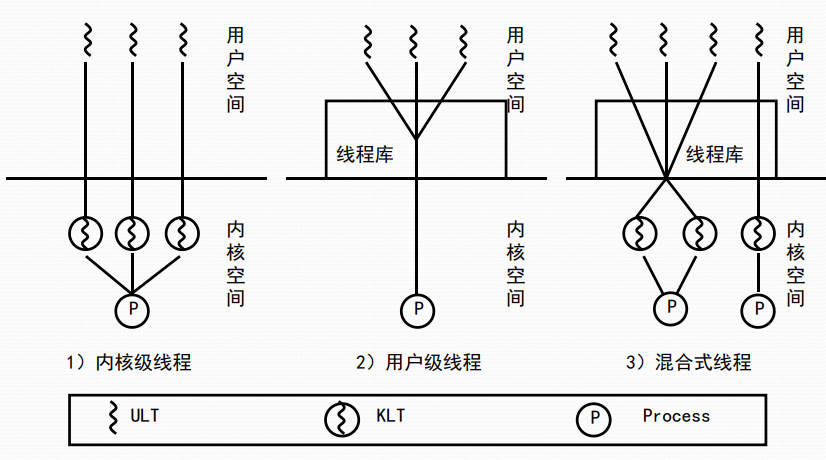 用户空间
用户空间
用户空间
线程库
线程库
内核空间
内核空间
内核空间
P
P
P
P
1）内核级线程
2）用户级线程
3）混合式线程
ULT
KLT
P
Process